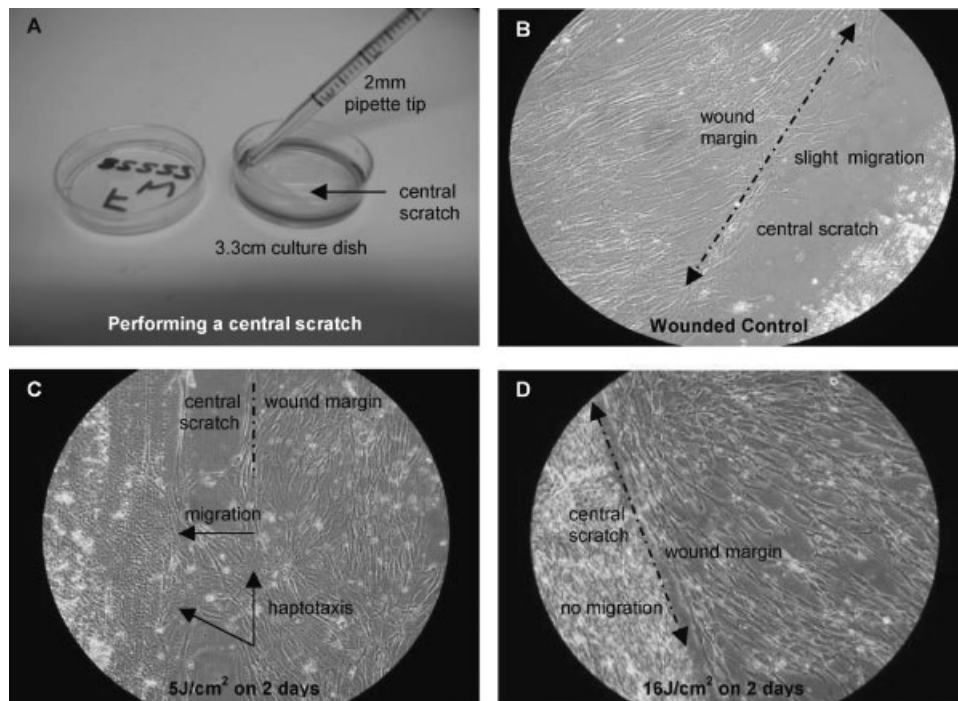 A
2mm
pipette tip
central
scratch
3.3cm culture dish
Performing a central scratch
B
wound
margin
slight migration
central scratch
Wounded Control
C
central
scratch
wound margin
migration
haptotaxis
5J/cm² on 2 days
D
central
scratch
wound margin
no migration
16J/cm² on 2 days